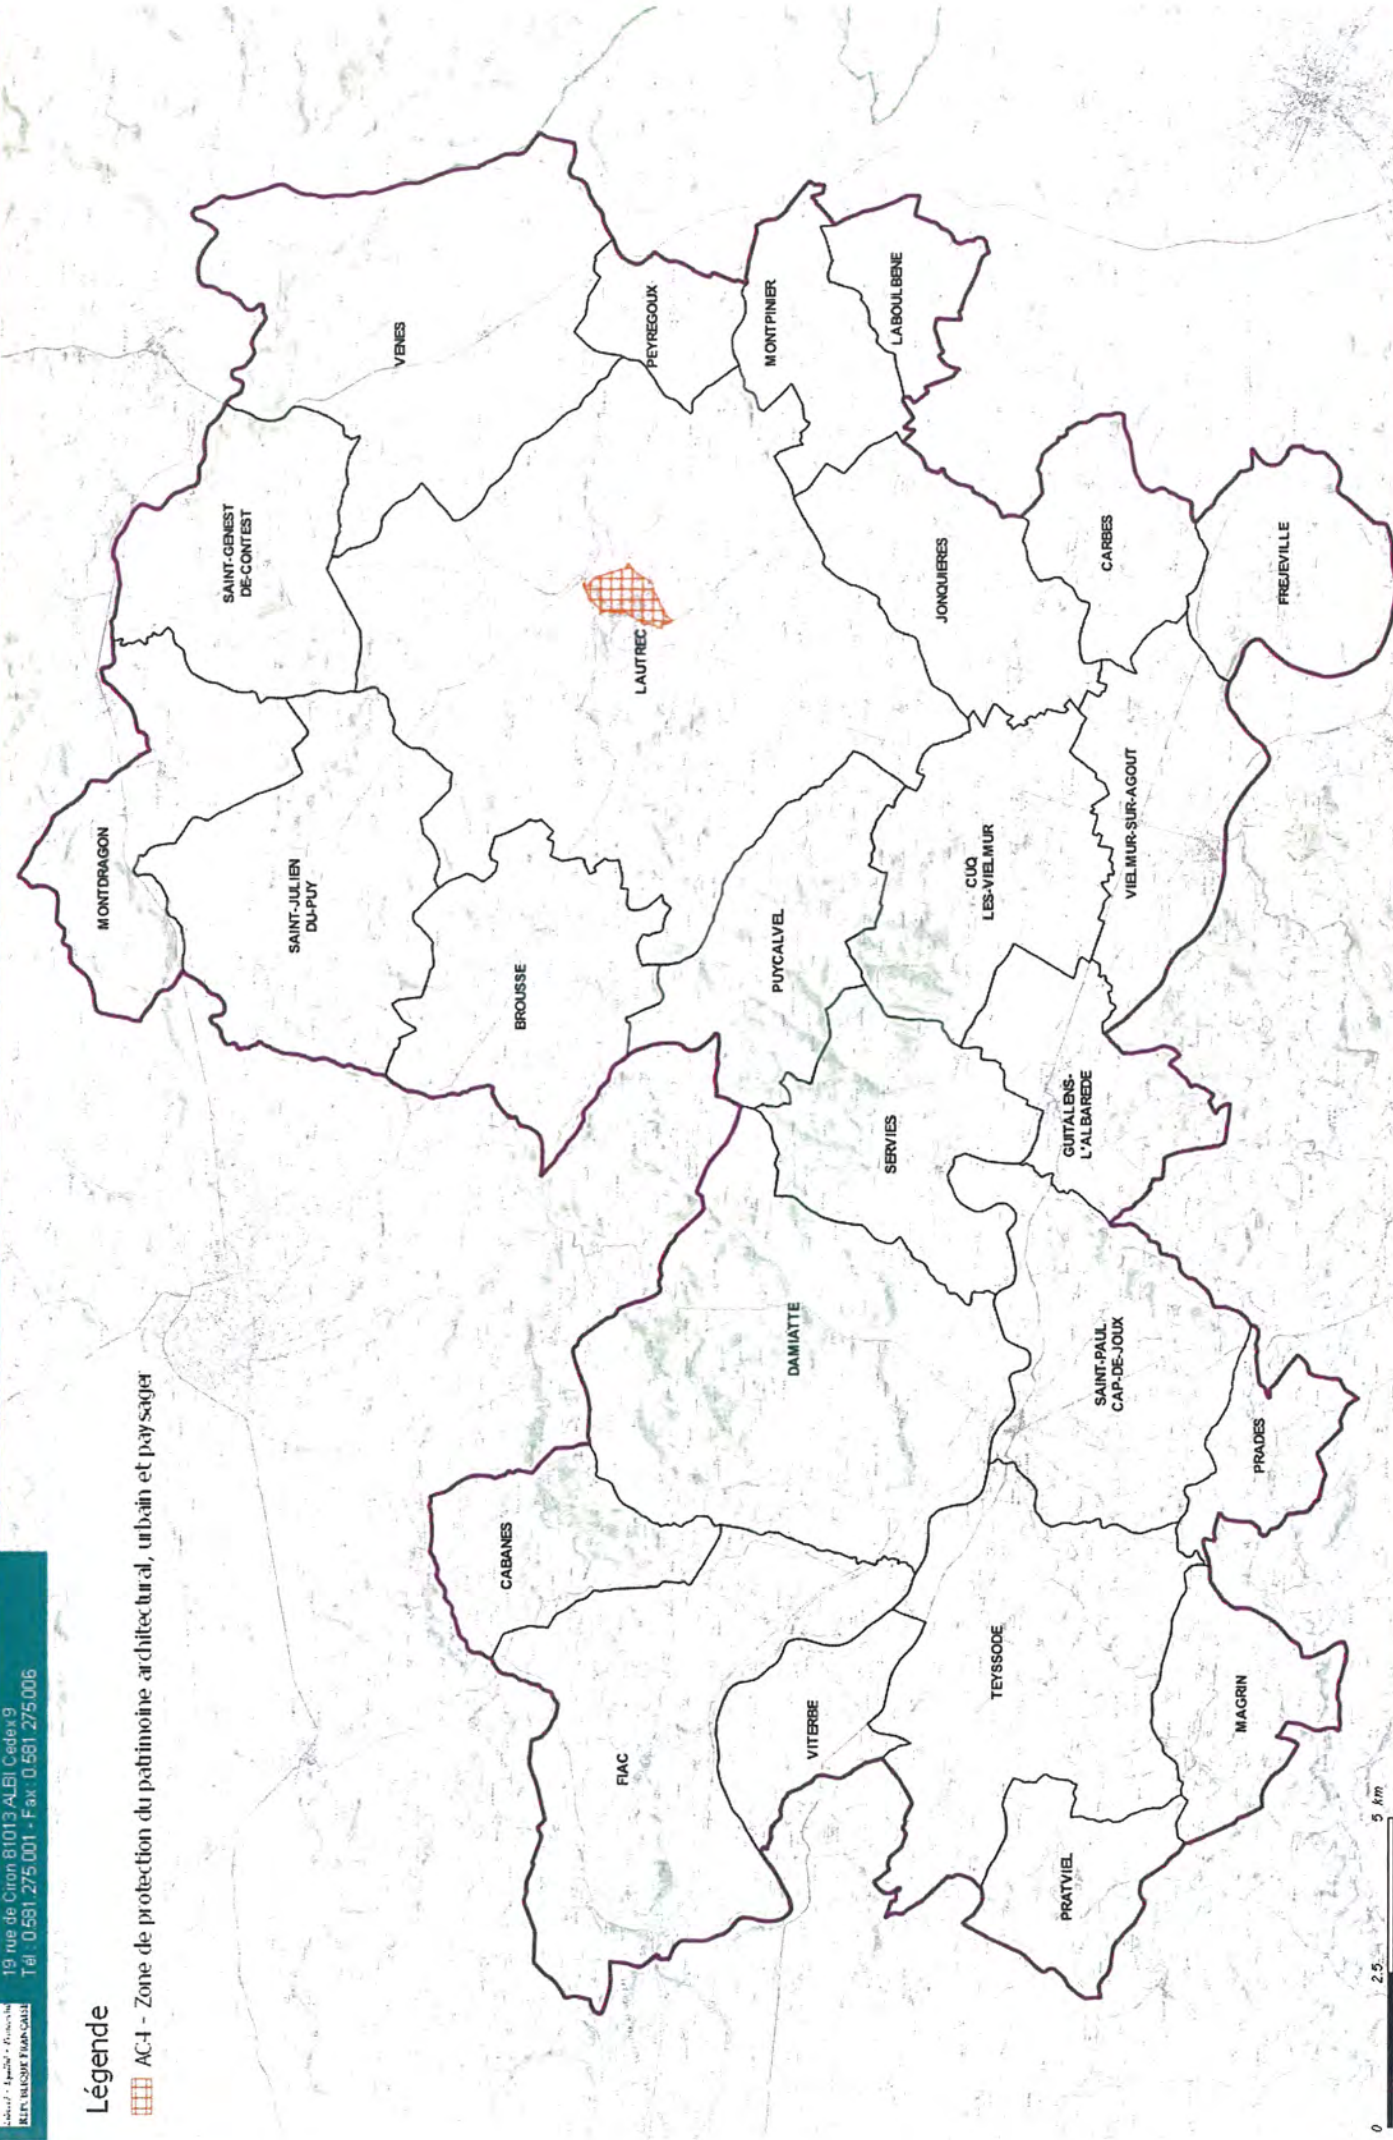 19 rue de Ciron 81013 ALBI Cedex 9
Tél : 0.581.275.001 - Fax : 0.581.275.006
RÉPUBLIQUE FRANÇAISE
Légende
AC4 - Zone de protection du patrimoine architectural, urbain et paysager
MONTDRAGON
SAINT-GENEST
DE-CONTEST
VENES
SAINT-JULIEN
DU-PUY
BROUSSE
LAUTREC
PEYREGOUX
MONTPINIER
LABOULBENE
PUYCALVEL
JONQUIERES
CUQ
LES-VIELMUR
CARBES
VIELMUR-SUR-AGOUT
FREJEVILLE
SERVIES
GUITALENS-
L'ALBAREDE
DAMIATTE
SAINT-PAUL
CAP-DE-JOUX
PRADES
CABANES
FIAC
VITERBE
TEYSSODE
MAGRIN
PRATVIEL
0
2.5
5 km